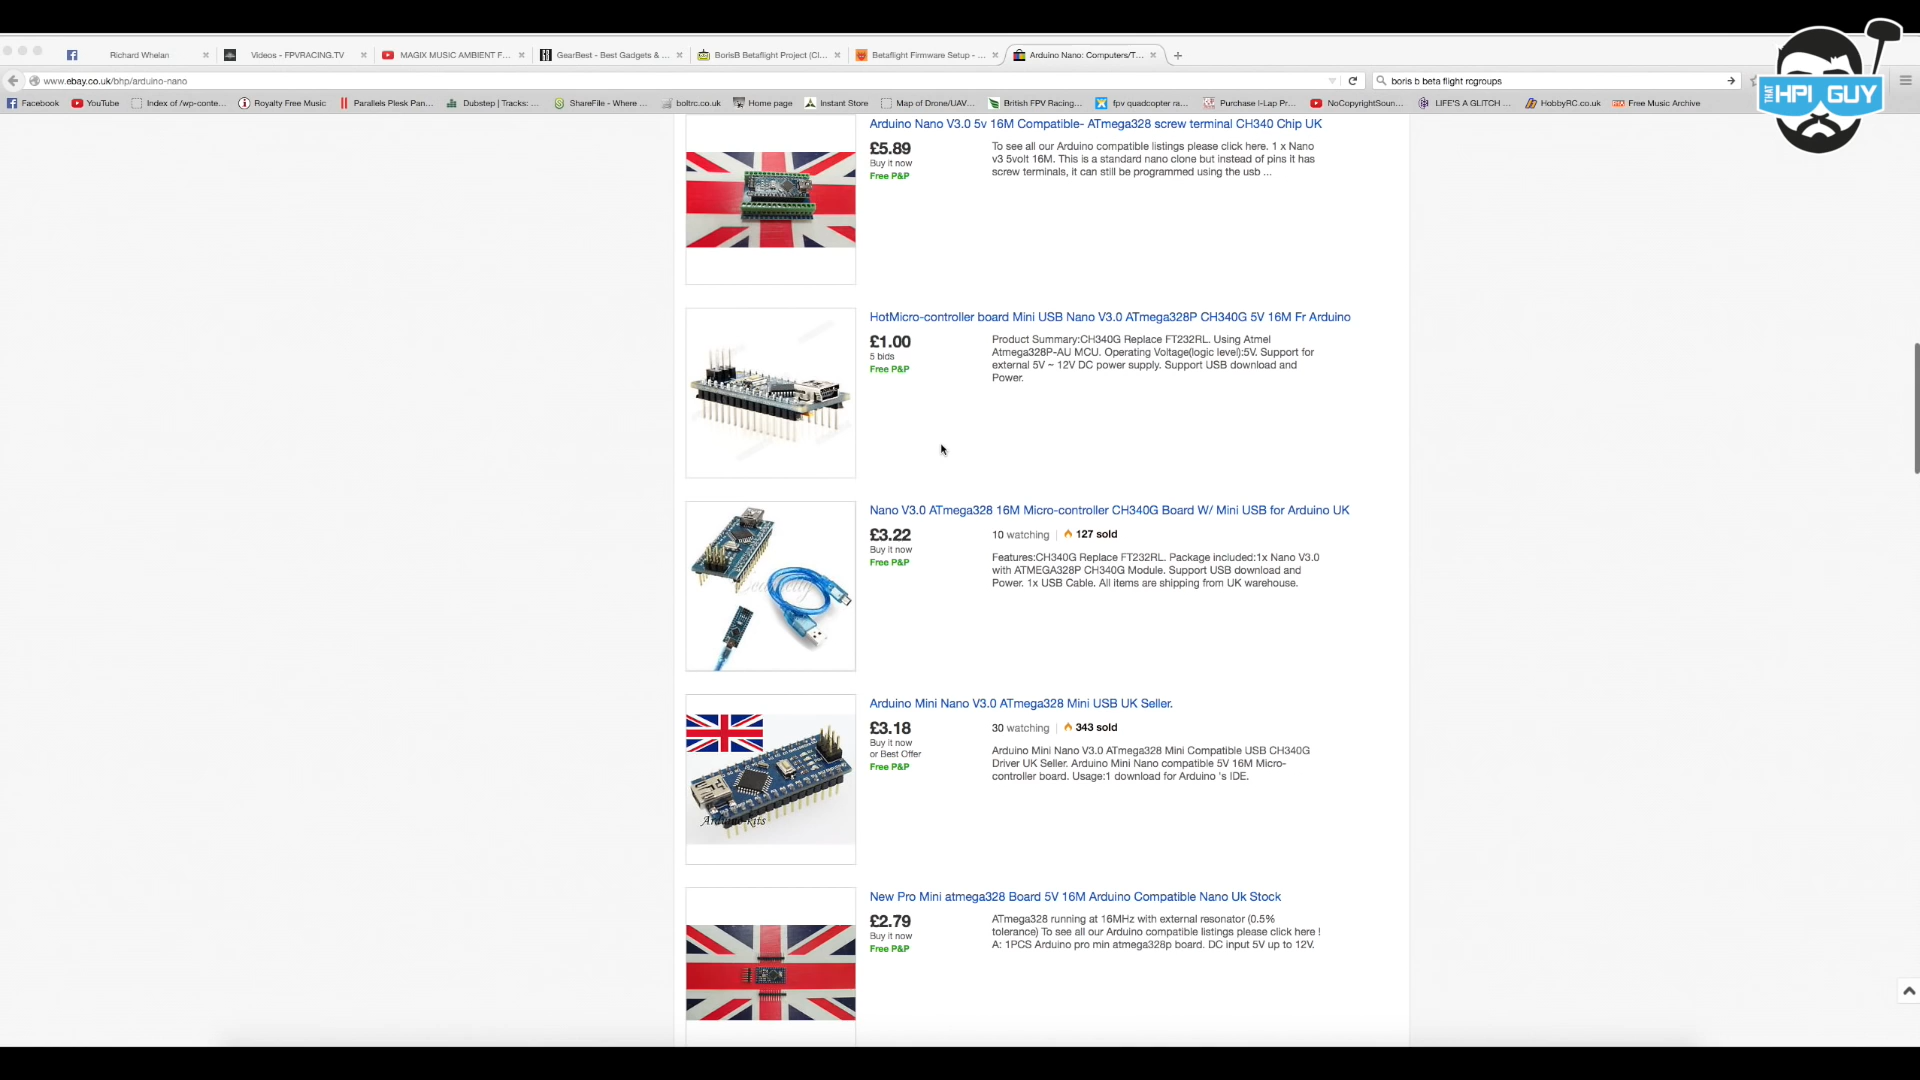 Richard Whelan
Videos - FPVRACING.TV
MAGIX MUSIC AMBIENT F...
GearBest - Best Gadgets & ...
BorisB Betaflight Project (Cl...
Betaflight Firmware Setup - ...
Arduino Nano: Computers/T...
www.ebay.co.uk/bhp/arduino-nano
boris b beta flight rcgroups
Facebook
YouTube
Index of /wp-conte...
Royalty Free Music
Parallels Plesk Pan...
Dubstep | Tracks: ...
ShareFile - Where ...
boltrc.co.uk
Home page
Instant Store
Map of Drone/UAV...
British FPV Racing...
fpv quadcopter ra...
Purchase I-Lap Pr...
NoCopyrightSoun...
LIFE'S A GLITCH ...
HobbyRC.co.uk
Free Music Archive
THAT HPI GUY
Arduino Nano V3.0 5v 16M Compatible- ATmega328 screw terminal CH340 Chip UK
£5.89
Buy it now
Free P&P
To see all our Arduino compatible listings please click here. 1 x Nano
v3 5volt 16M. This is a standard nano clone but instead of pins it has
screw terminals, it can still be programmed using the usb ...
HotMicro-controller board Mini USB Nano V3.0 ATmega328P CH340G 5V 16M Fr Arduino
£1.00
5 bids
Free P&P
Product Summary:CH340G Replace FT232RL. Using Atmel
Atmega328P-AU MCU. Operating Voltage(logic level):5V. Support for
external 5V ~ 12V DC power supply. Support USB download and
Power.
Nano V3.0 ATmega328 16M Micro-controller CH340G Board W/ Mini USB for Arduino UK
£3.22
Buy it now
Free P&P
10 watching | 127 sold
Features:CH340G Replace FT232RL. Package included:1x Nano V3.0
with ATMEGA328P CH340G Module. Support USB download and
Power. 1x USB Cable. All items are shipping from UK warehouse.
Arduino Mini Nano V3.0 ATmega328 Mini USB UK Seller.
£3.18
Buy it now
or Best Offer
Free P&P
30 watching | 343 sold
Arduino Mini Nano V3.0 ATmega328 Mini Compatible USB CH340G
Driver UK Seller. Arduino Mini Nano compatible 5V 16M Micro-
controller board. Usage:1 download for Arduino 's IDE.
New Pro Mini atmega328 Board 5V 16M Arduino Compatible Nano Uk Stock
£2.79
Buy it now
Free P&P
ATmega328 running at 16MHz with external resonator (0.5%
tolerance) To see all our Arduino compatible listings please click here !
A: 1PCS Arduino pro min atmega328p board. DC input 5V up to 12V.